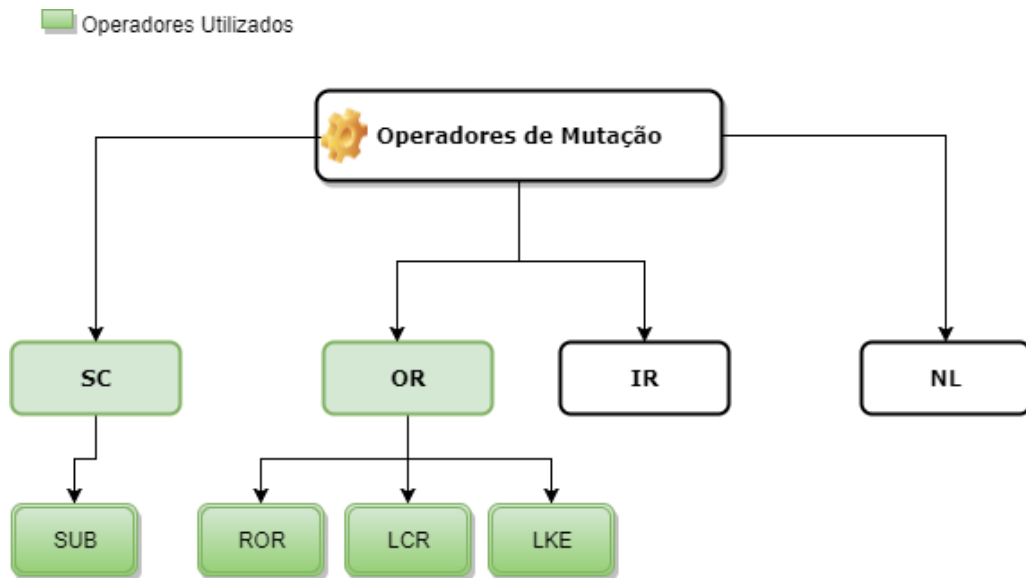 Operadores Utilizados
Operadores de Mutação
SC
OR
IR
NL
SUB
ROR
LCR
LKE